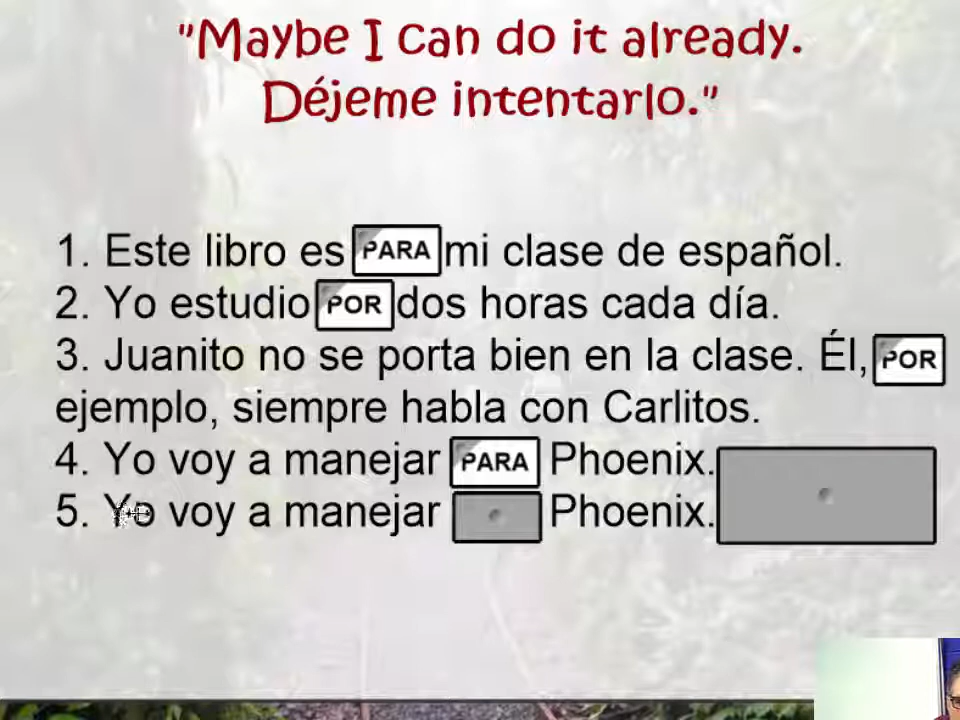 "Maybe I can do it already.
Déjeme intentarlo."
1. Este libro es PARA mi clase de español.
2. Yo estudio POR dos horas cada día.
3. Juanito no se porta bien en la clase. Él, POR
ejemplo, siempre habla con Carlitos.
4. Yo voy a manejar PARA Phoenix.
5. Yo voy a manejar Phoenix.